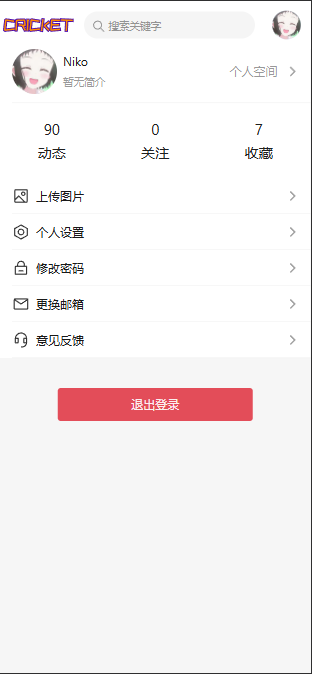 CRICKET
搜索关键字
Niko
个人空间
暂无简介
90
0
7
动态
关注
收藏
上传图片
个人设置
修改密码
更换邮箱
意见反馈
退出登录